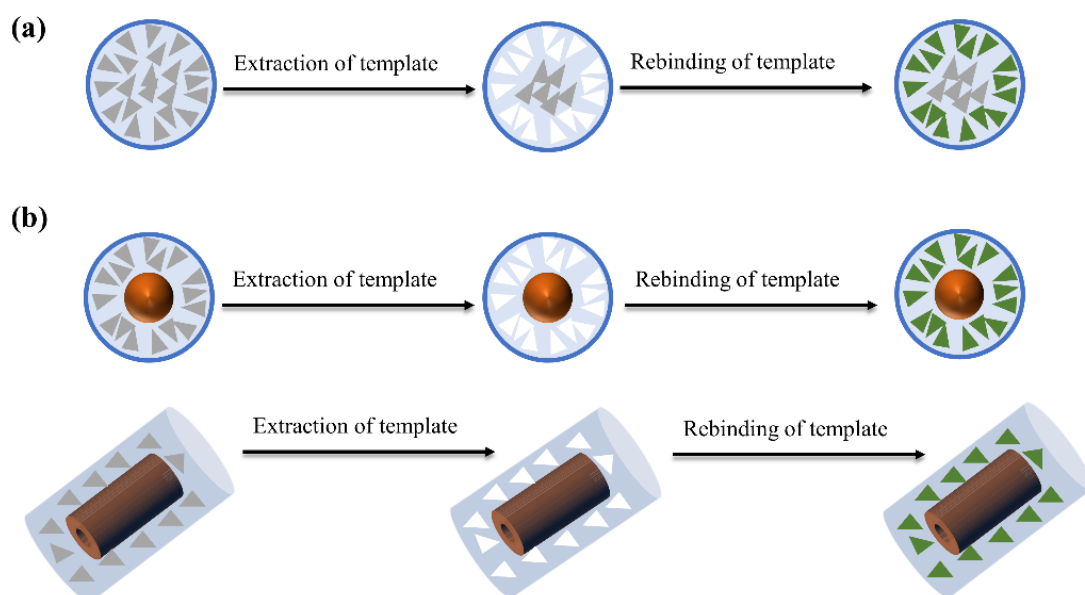 (a)
Extraction of template
Rebinding of template
(b)
Extraction of template
Rebinding of template
Extraction of template
Rebinding of template